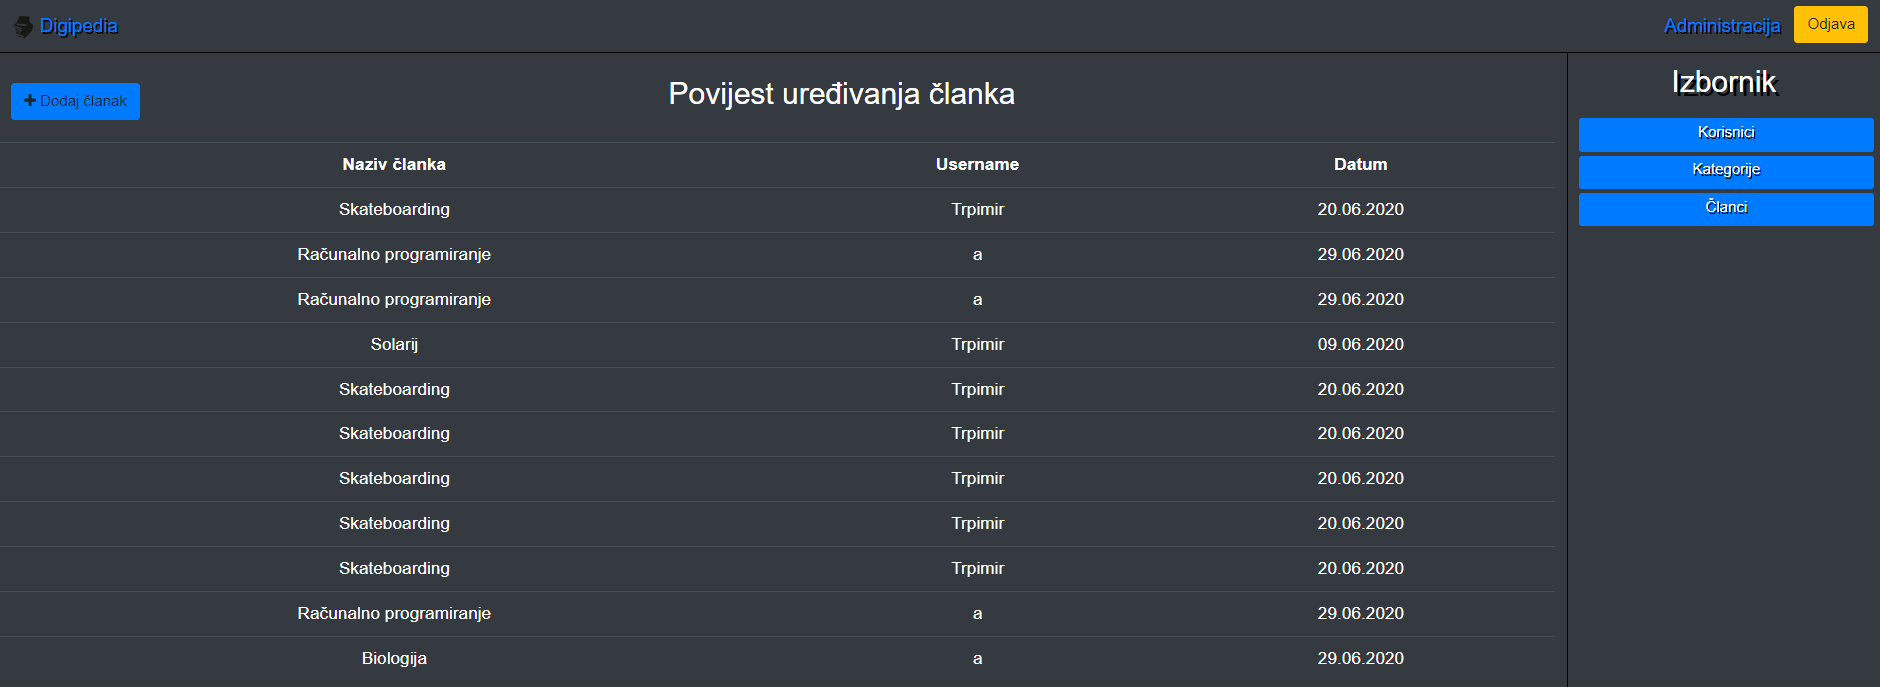 Digipedia Administracija Odjava
Dodaj članak
Povijest uređivanja članka
Naziv članka Username Datum
Skateboarding Trpimir 20.06.2020
Računalno programiranje a 29.06.2020
Računalno programiranje a 29.06.2020
Solarij Trpimir 09.06.2020
Skateboarding Trpimir 20.06.2020
Skateboarding Trpimir 20.06.2020
Skateboarding Trpimir 20.06.2020
Skateboarding Trpimir 20.06.2020
Skateboarding Trpimir 20.06.2020
Računalno programiranje a 29.06.2020
Biologija a 29.06.2020
Izbornik
Korisnici
Kategorije
Članci